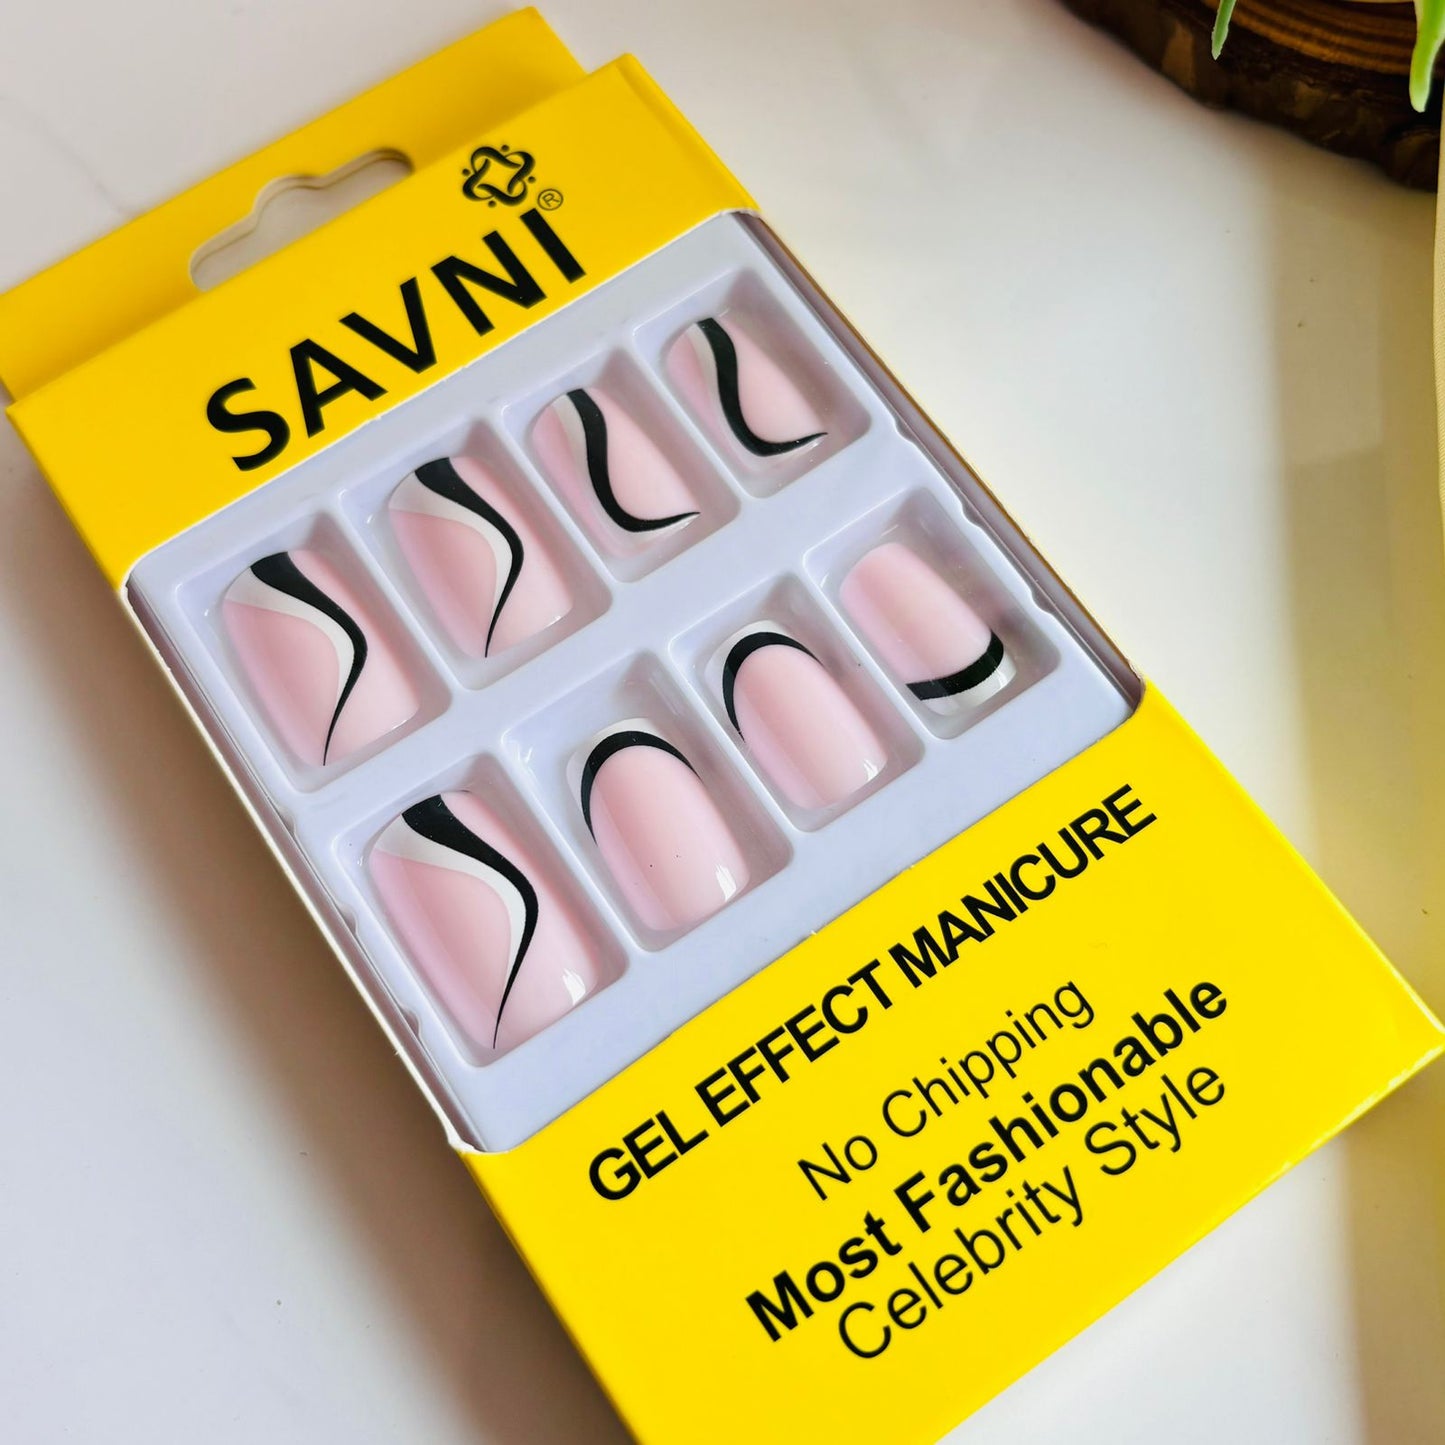 SAVNI®
GEL EFFECT MANICURE
No Chipping
Most Fashionable
Celebrity Style